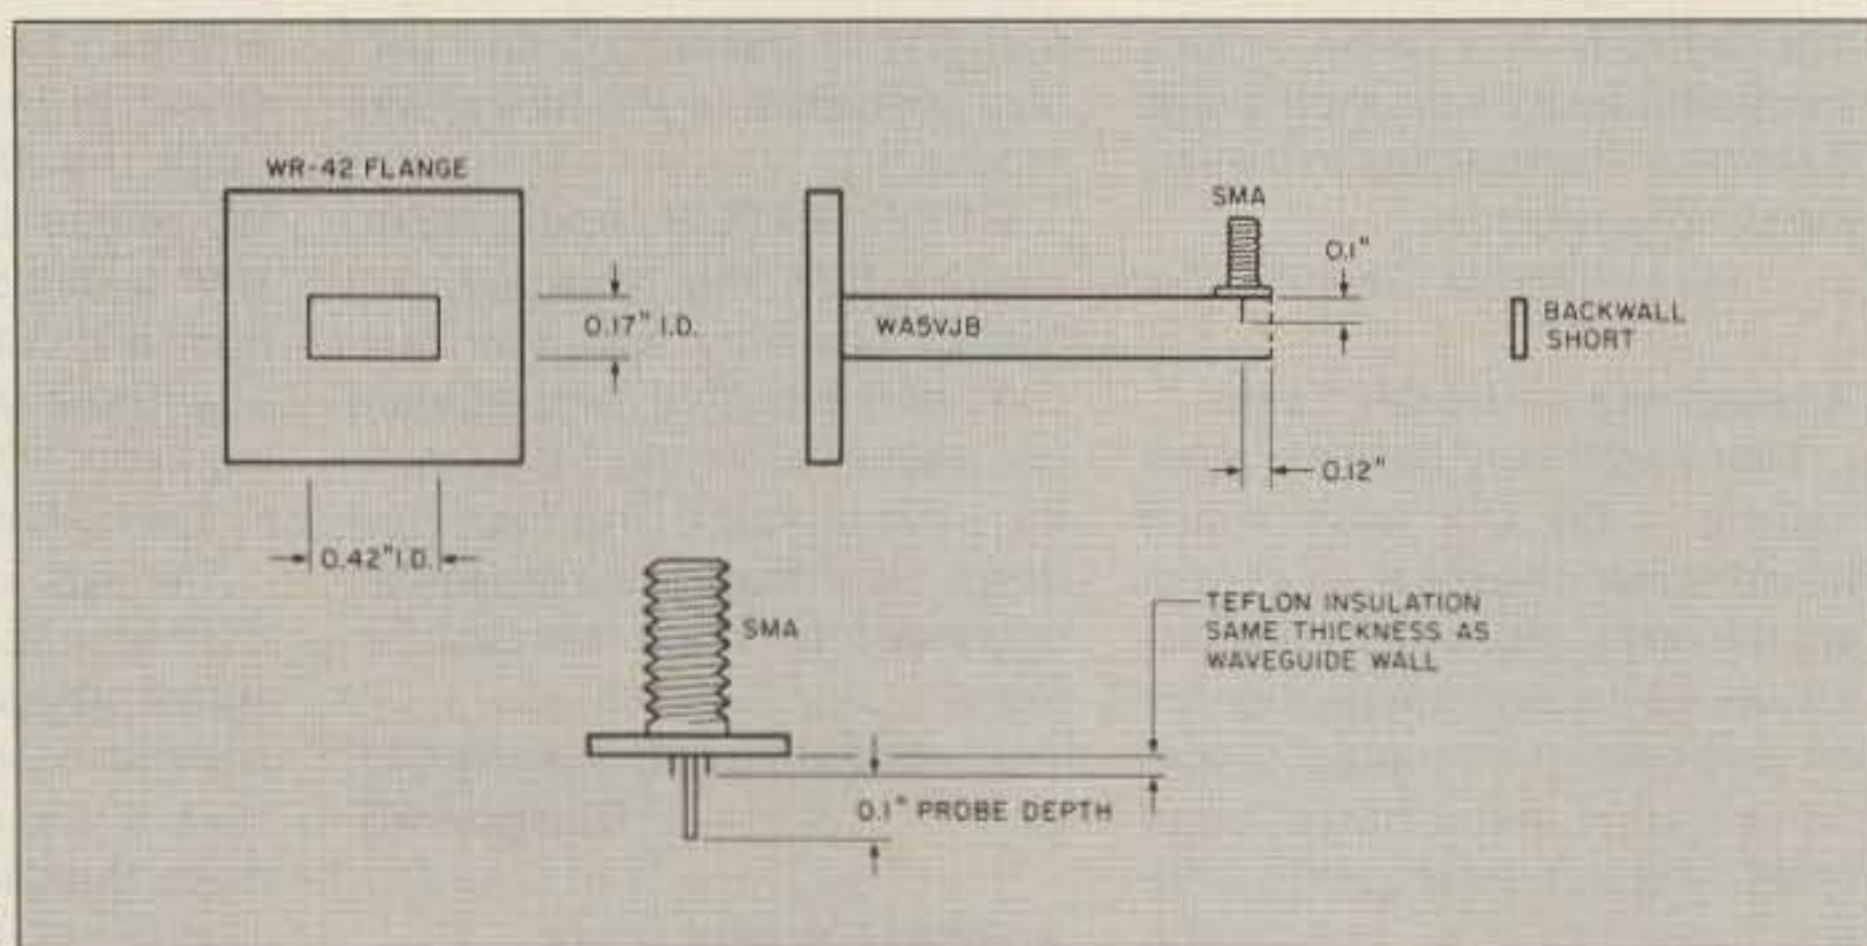 WR-42 FLANGE
0.17" I.D.
0.42" I.D.
WA5VJB
SMA
0.1"
0.12"
BACKWALL
SHORT
SMA
TEFLON INSULATION
SAME THICKNESS AS
WAVEGUIDE WALL
0.1" PROBE DEPTH